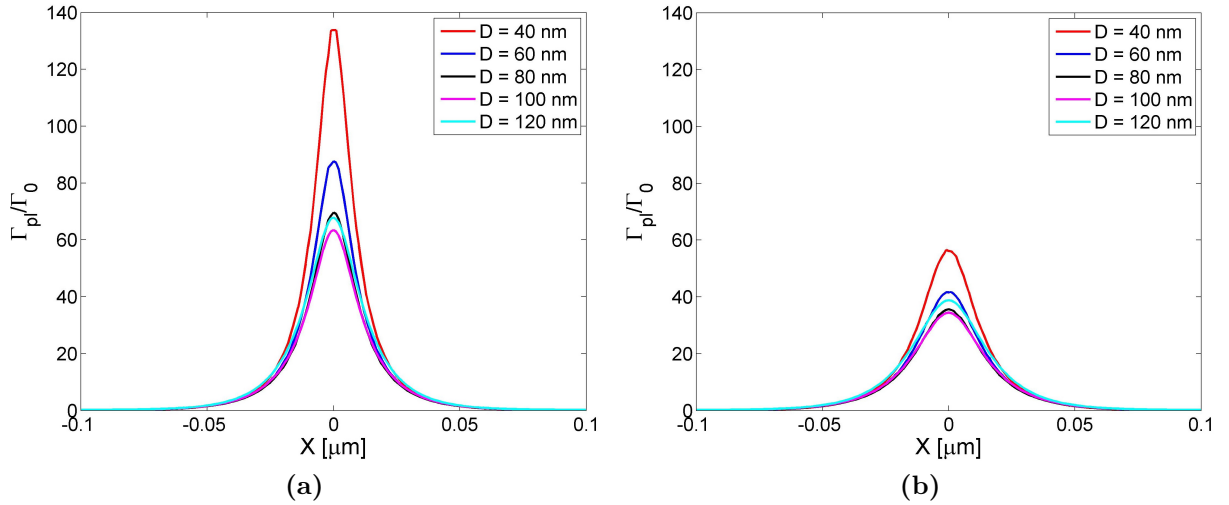 140
120
100
80
60
40
20
0
Γpl/Γ0
-0.1
-0.05
0
0.05
0.1
X [μm]
D = 40 nm
D = 60 nm
D = 80 nm
D = 100 nm
D = 120 nm
(a)
140
120
100
80
60
40
20
0
Γpl/Γ0
-0.1
-0.05
0
0.05
0.1
X [μm]
D = 40 nm
D = 60 nm
D = 80 nm
D = 100 nm
D = 120 nm
(b)